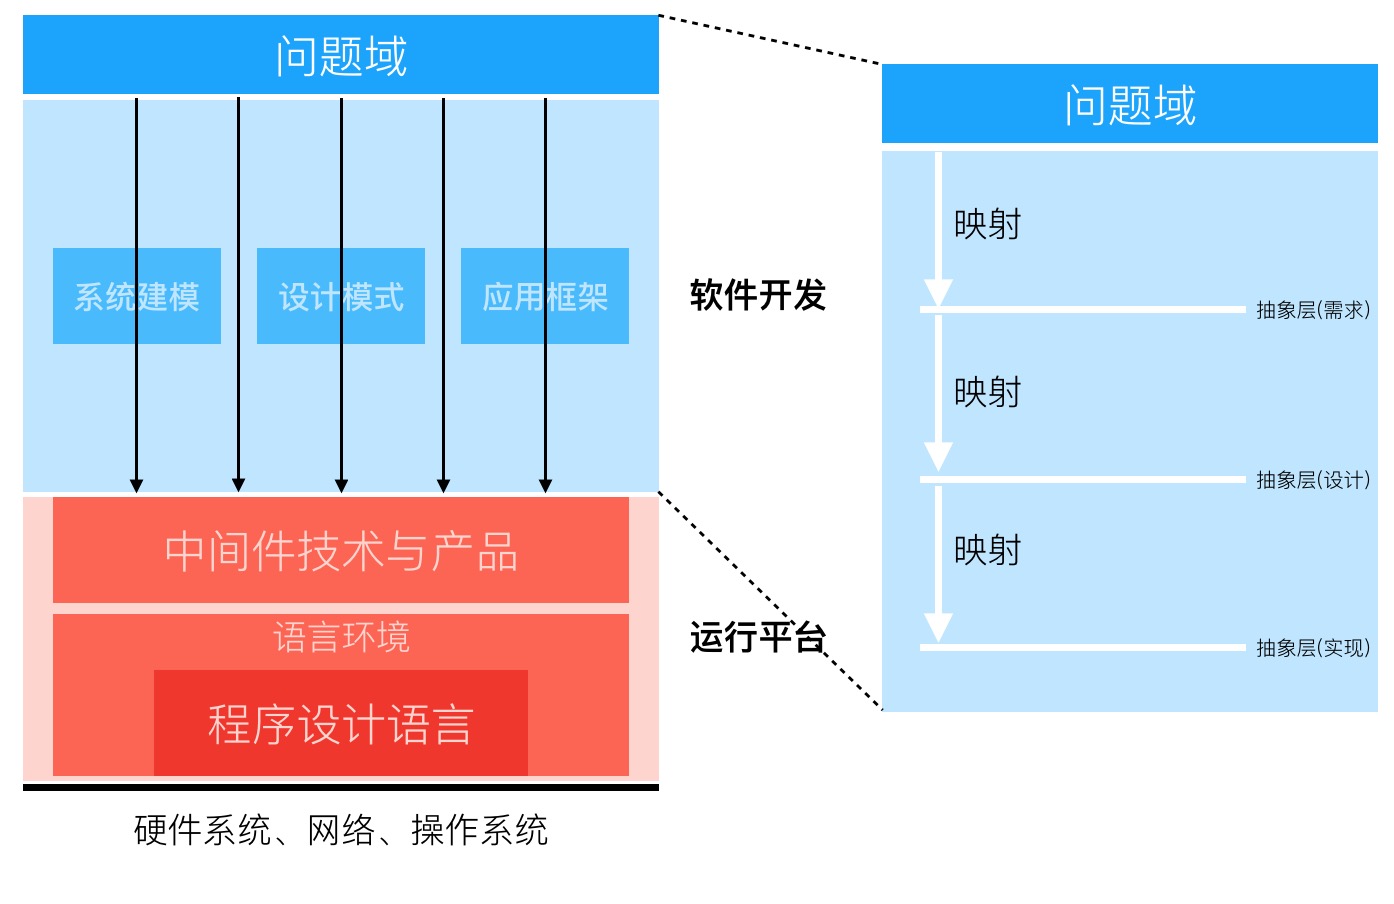 问题域
系统建模
设计模式
应用框架
软件开发
中间件技术与产品
语言环境
程序设计语言
运行平台
硬件系统、网络、操作系统
问题域
映射
抽象层(需求)
映射
抽象层(设计)
映射
抽象层(实现)